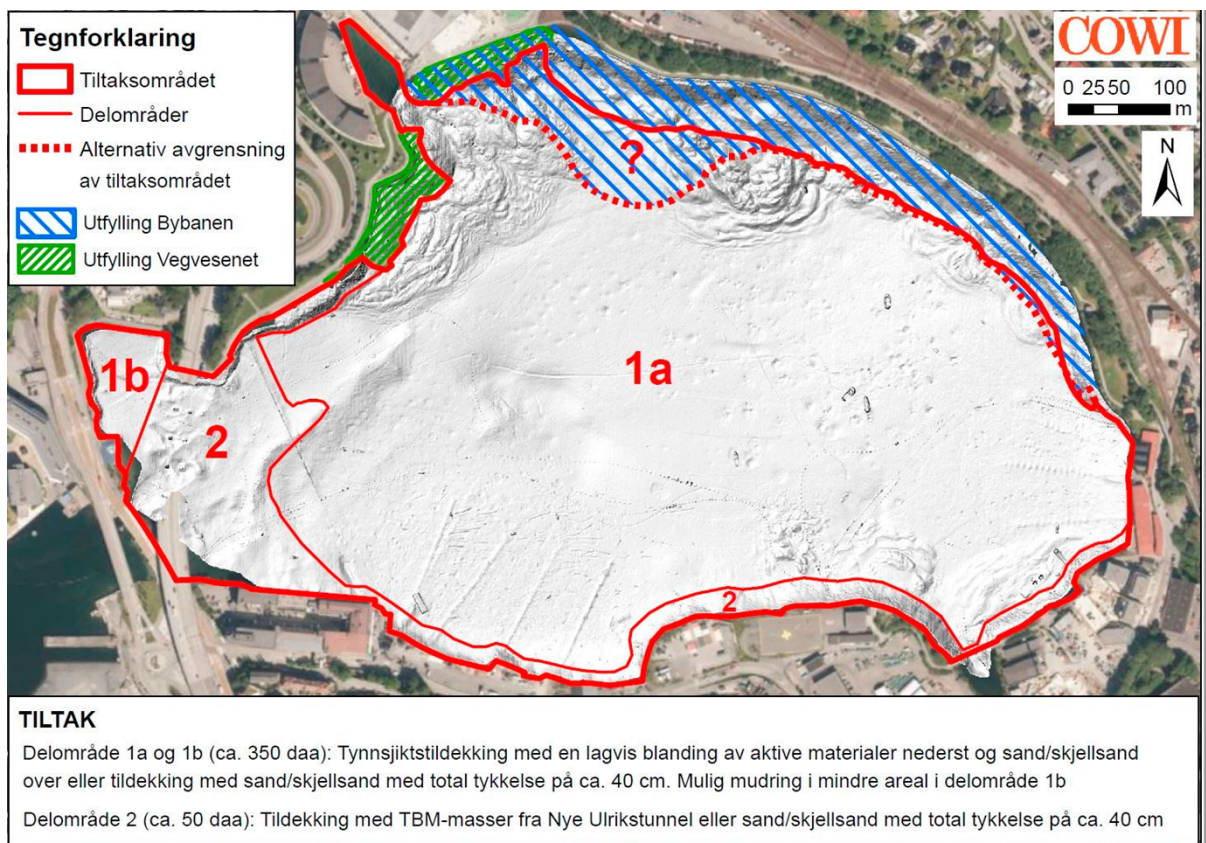 Tegnforklaring
Tiltaksområdet
Delområder
Alternativ avgrensning
av tiltaksområdet
Utfylling Bybanen
Utfylling Vegvesenet
COWI
0 25 50 100
m
N
?
1a
1b
2
2
TILTAK
Delområde 1a og 1b (ca. 350 daa): Tynnsjiktstildekking med en lagvis blanding av aktive materialer nederst og sand/skjellsand
over eller tildekking med sand/skjellsand med total tykkelse på ca. 40 cm. Mulig mudring i mindre areal i delområde 1b
Delområde 2 (ca. 50 daa): Tildekking med TBM-masser fra Nye Ulrikstunnel eller sand/skjellsand med total tykkelse på ca. 40 cm